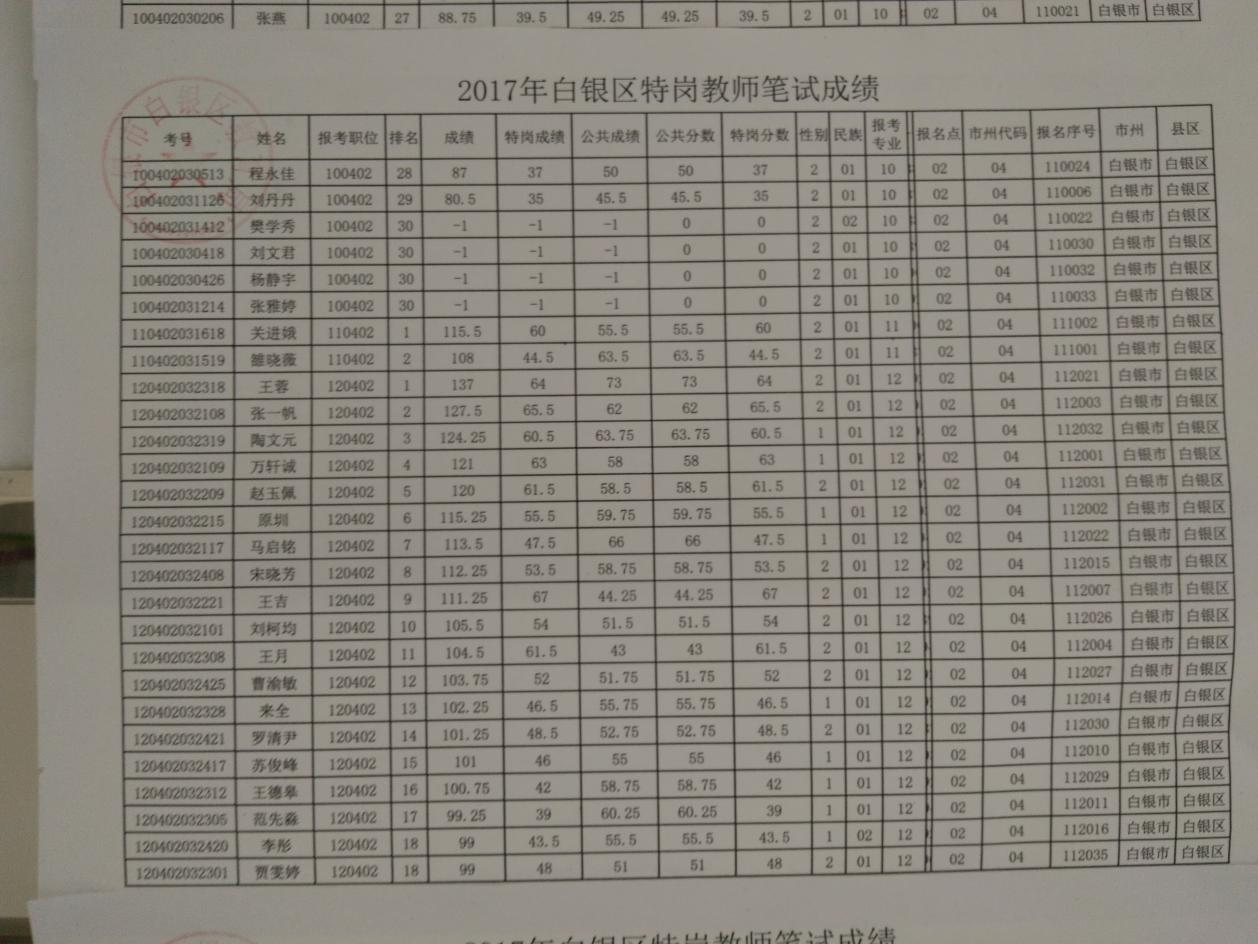 100402030206 张燕 100402 27 88.75 39.5 49.25 49.25 39.5 2 01 10 02 04 110021 白银市 白银区
2017年白银区特岗教师笔试成绩
考号 姓名 报考职位 排名 成绩 特岗成绩 公共成绩 公共分数 特岗分数 性别 民族 报考专业 报名点 市州代码 报名序号 市州 县区
100402030513 程永佳 100402 28 87 37 50 50 37 2 01 10 02 04 110024 白银市 白银区
100402031126 刘丹丹 100402 29 80.5 35 45.5 45.5 35 2 01 10 02 04 110006 白银市 白银区
100402031412 樊学秀 100402 30 -1 -1 -1 0 0 2 02 10 02 04 110022 白银市 白银区
100402030418 刘文君 100402 30 -1 -1 -1 0 0 2 01 10 02 04 110030 白银市 白银区
100402030426 杨静宇 100402 30 -1 -1 -1 0 0 2 01 10 02 04 110032 白银市 白银区
100402031214 张雅婷 100402 30 -1 -1 -1 0 0 2 01 10 02 04 110033 白银市 白银区
110402031618 关进娥 110402 1 115.5 60 55.5 55.5 60 2 01 11 02 04 111002 白银市 白银区
110402031519 雒晓薇 110402 2 108 44.5 63.5 63.5 44.5 2 01 11 02 04 111001 白银市 白银区
120402032318 王蓉 120402 1 137 64 73 73 64 2 01 12 02 04 112021 白银市 白银区
120402032108 张一帆 120402 2 127.5 65.5 62 62 65.5 2 01 12 02 04 112003 白银市 白银区
120402032319 陶文元 120402 3 124.25 60.5 63.75 63.75 60.5 1 01 12 02 04 112032 白银市 白银区
120402032109 万轩诚 120402 4 121 63 58 58 63 1 01 12 02 04 112001 白银市 白银区
120402032209 赵玉佩 120402 5 120 61.5 58.5 58.5 61.5 2 01 12 02 04 112031 白银市 白银区
120402032215 原圳 120402 6 115.25 55.5 59.75 59.75 55.5 1 01 12 02 04 112002 白银市 白银区
120402032117 马启铭 120402 7 113.5 47.5 66 66 47.5 1 01 12 02 04 112022 白银市 白银区
120402032408 宋晓芳 120402 8 112.25 53.5 58.75 58.75 53.5 2 01 12 02 04 112015 白银市 白银区
120402032221 王吉 120402 9 111.25 67 44.25 44.25 67 2 01 12 02 04 112007 白银市 白银区
120402032101 刘柯均 120402 10 105.5 54 51.5 51.5 54 2 01 12 02 04 112026 白银市 白银区
120402032308 王月 120402 11 104.5 61.5 43 43 61.5 2 01 12 02 04 112004 白银市 白银区
120402032425 曹渝敏 120402 12 103.75 52 51.75 51.75 52 2 01 12 02 04 112027 白银市 白银区
120402032328 来全 120402 13 102.25 46.5 55.75 55.75 46.5 1 01 12 02 04 112014 白银市 白银区
120402032421 罗清尹 120402 14 101.25 48.5 52.75 52.75 48.5 2 01 12 02 04 112030 白银市 白银区
120402032417 苏俊峰 120402 15 101 46 55 55 46 1 01 12 02 04 112010 白银市 白银区
120402032312 王德皋 120402 16 100.75 42 58.75 58.75 42 1 01 12 02 04 112029 白银市 白银区
120402032305 范先淼 120402 17 99.25 39 60.25 60.25 39 1 01 12 02 04 112011 白银市 白银区
120402032420 李彤 120402 18 99 43.5 55.5 55.5 43.5 1 02 12 02 04 112016 白银市 白银区
120402032301 贾雯婷 120402 18 99 48 51 51 48 2 01 12 02 04 112035 白银市 白银区
2017年白银区特岗教师笔试成绩